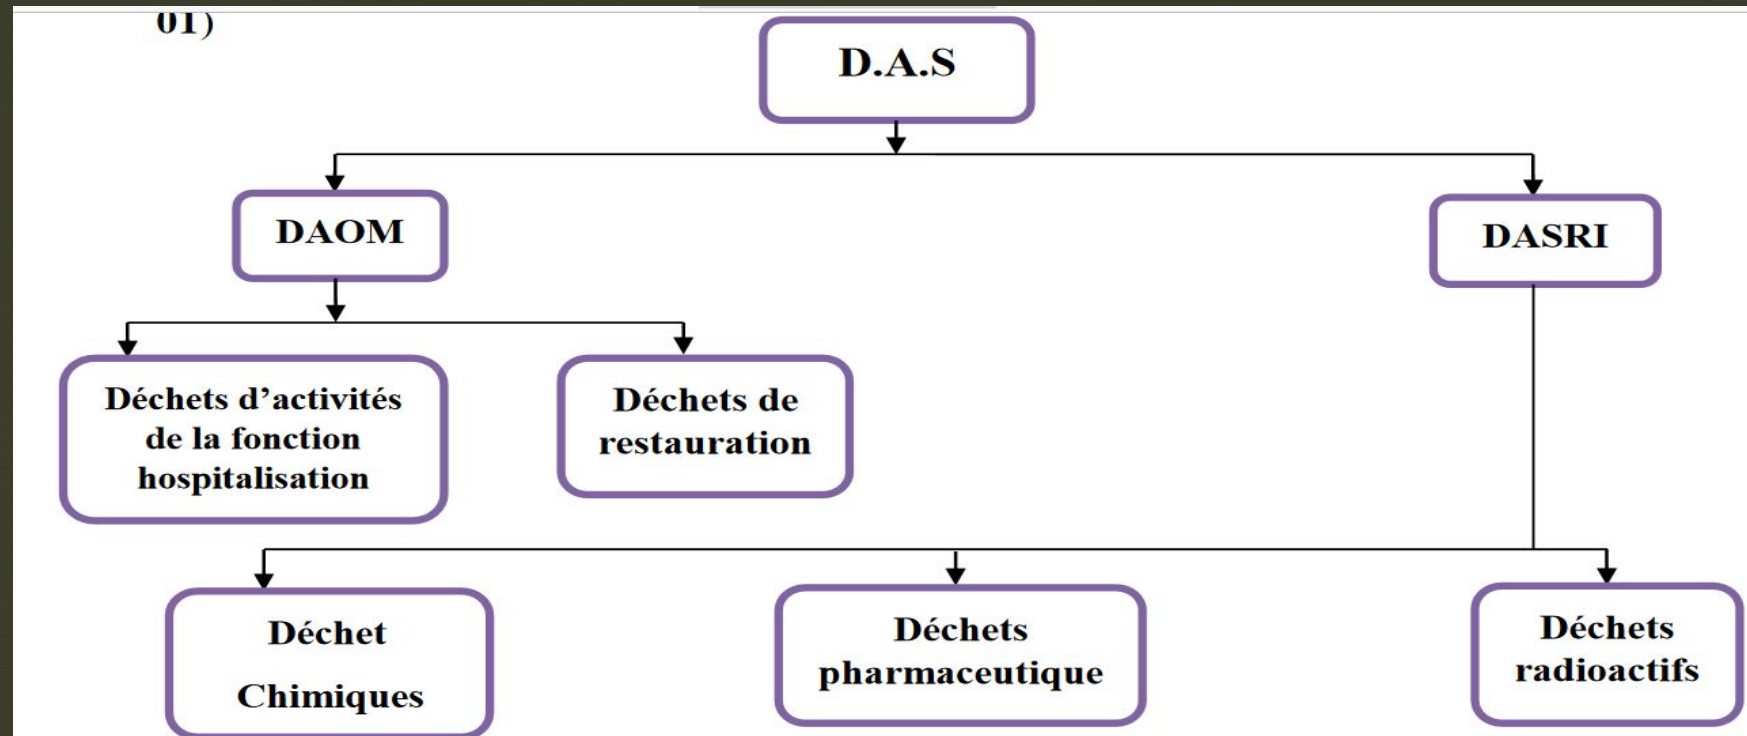 01)
D.A.S
DAOM
DASRI
Déchets d’activités
de la fonction
hospitalisation
Déchets de
restauration
Déchet
Chimiques
Déchets
pharmaceutique
Déchets
radioactifs